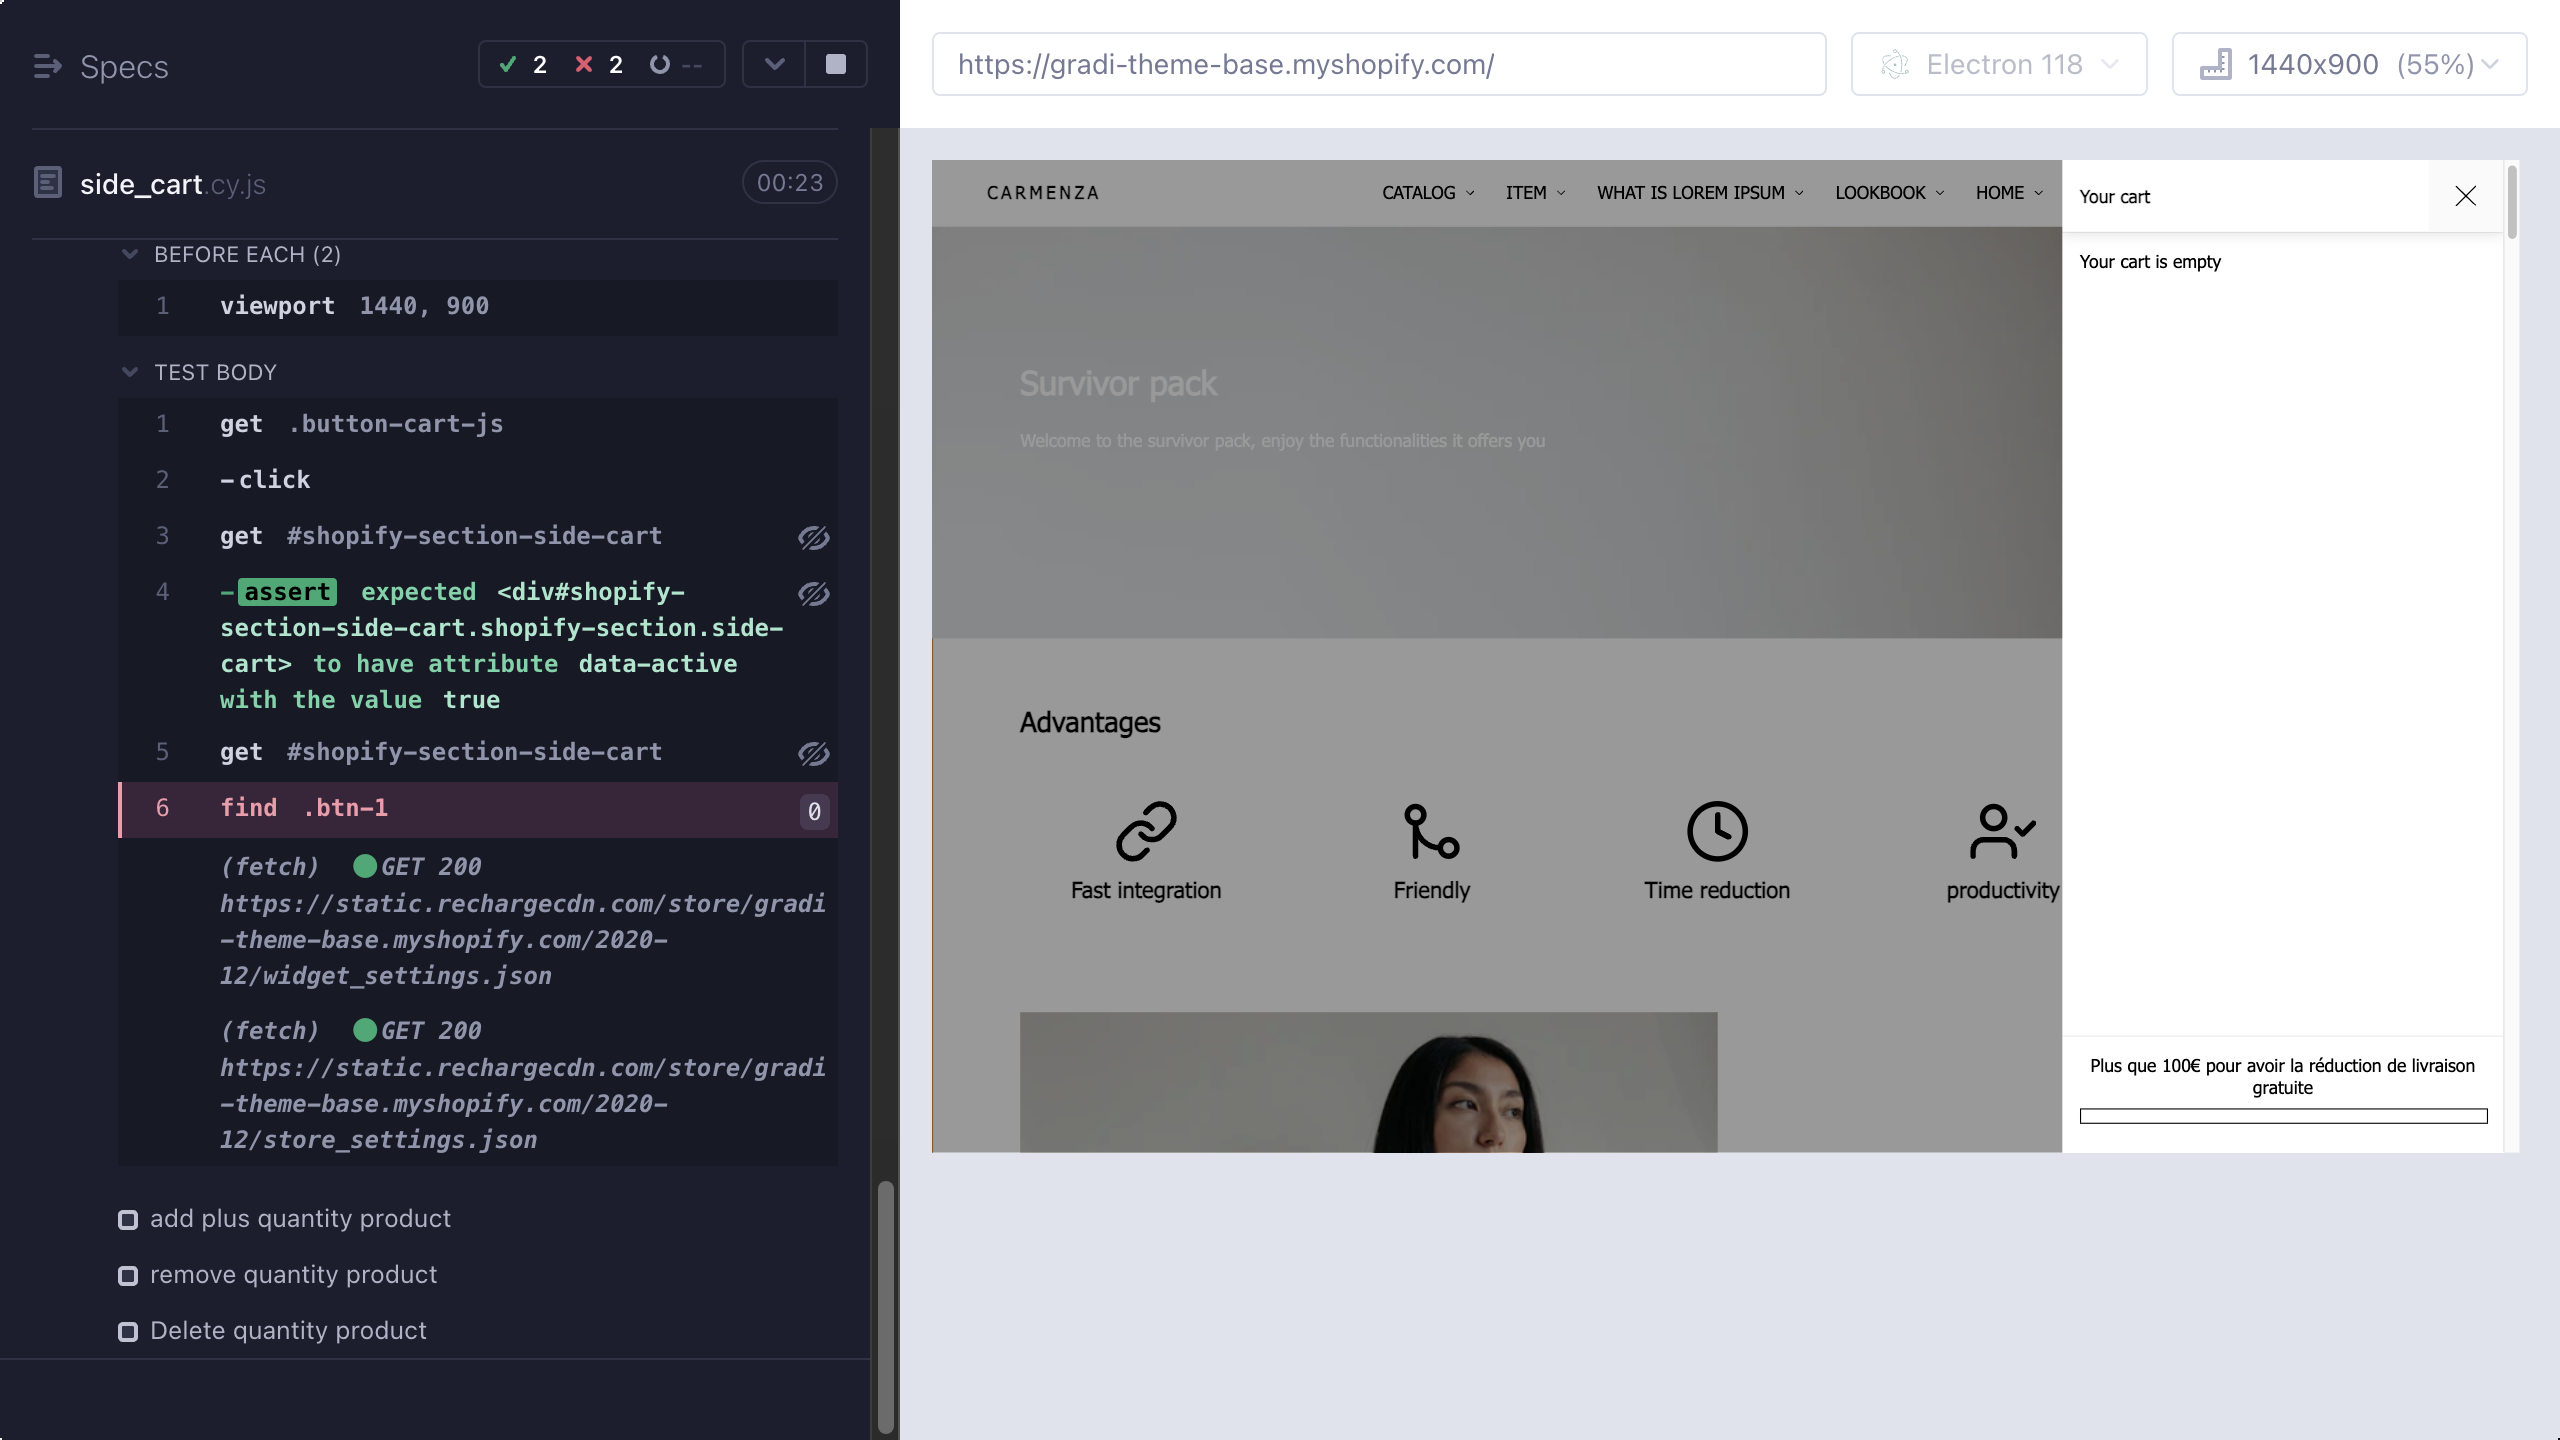 Specs
2
2
--
side_cart.cy.js
00:23
BEFORE EACH (2)
1 viewport 1440, 900
TEST BODY
1 get .button-cart-js
2 -click
3 get #shopify-section-side-cart
4 -assert expected <div#shopify-
section-side-cart.shopify-section.side-
cart> to have attribute data-active
with the value true
5 get #shopify-section-side-cart
6 find .btn-1 0
(fetch) GET 200
https://static.rechargecdn.com/store/gradi
-theme-base.myshopify.com/2020-
12/widget_settings.json
(fetch) GET 200
https://static.rechargecdn.com/store/gradi
-theme-base.myshopify.com/2020-
12/store_settings.json
add plus quantity product
remove quantity product
Delete quantity product
https://gradi-theme-base.myshopify.com/
Electron 118
1440x900 (55%)
CARMENZA
CATALOG
ITEM
WHAT IS LOREM IPSUM
LOOKBOOK
HOME
Survivor pack
Welcome to the survivor pack, enjoy the functionalities it offers you
Advantages
Fast integration
Friendly
Time reduction
productivity
Your cart
Your cart is empty
Plus que 100€ pour avoir la réduction de livraison
gratuite